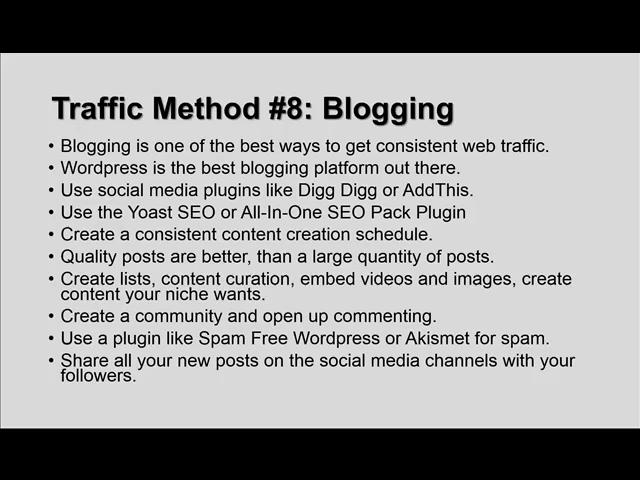 Traffic Method #8: Blogging
• Blogging is one of the best ways to get consistent web traffic.
• Wordpress is the best blogging platform out there.
• Use social media plugins like Digg Digg or AddThis.
• Use the Yoast SEO or All-In-One SEO Pack Plugin
• Create a consistent content creation schedule.
• Quality posts are better, than a large quantity of posts.
• Create lists, content curation, embed videos and images, create
content your niche wants.
• Create a community and open up commenting.
• Use a plugin like Spam Free Wordpress or Akismet for spam.
• Share all your new posts on the social media channels with your
followers.